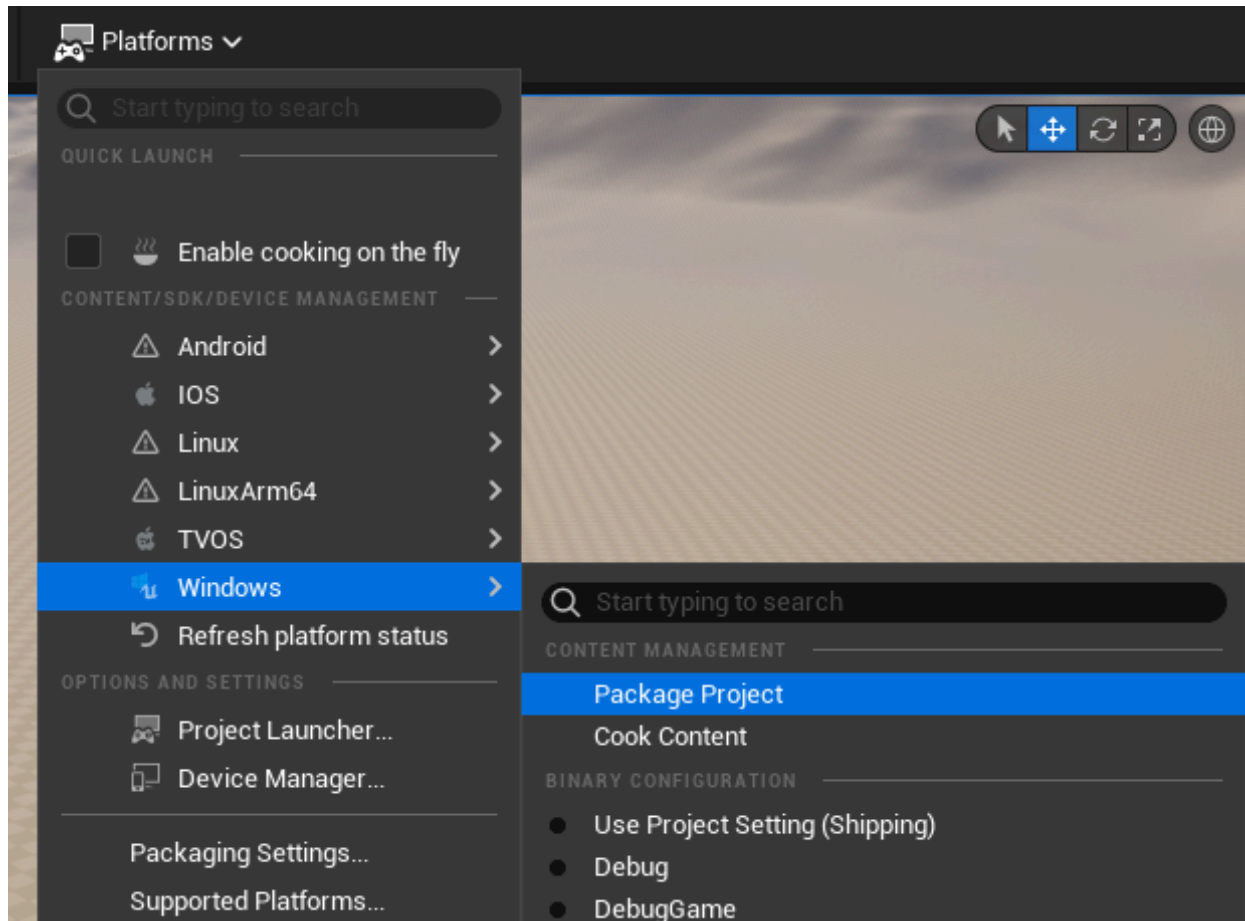 Platforms
Start typing to search
QUICK LAUNCH
Enable cooking on the fly
CONTENT/SDK/DEVICE MANAGEMENT
Android
IOS
Linux
LinuxArm64
TVOS
Windows
Refresh platform status
OPTIONS AND SETTINGS
Project Launcher...
Device Manager...
Packaging Settings...
Supported Platforms...
Start typing to search
CONTENT MANAGEMENT
Package Project
Cook Content
BINARY CONFIGURATION
Use Project Setting (Shipping)
Debug
DebugGame